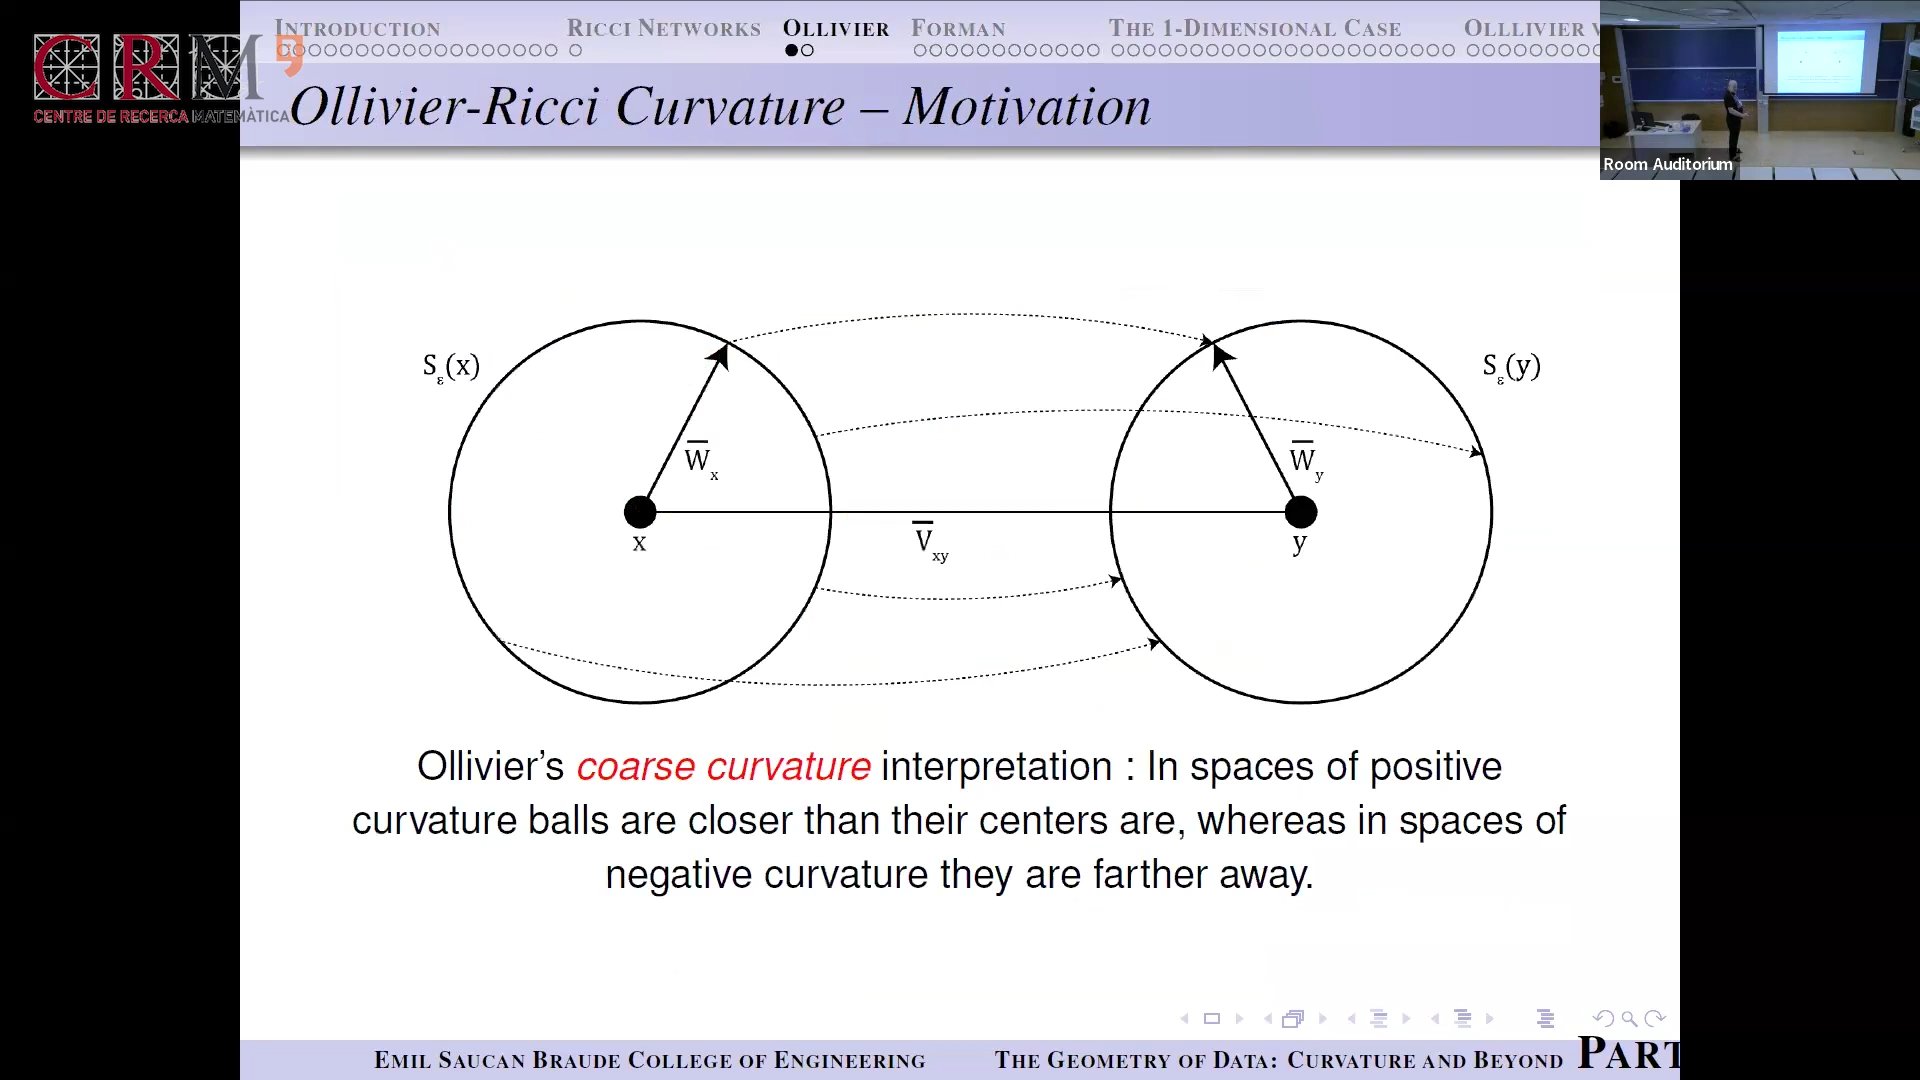 INTRODUCTION RICCI NETWORKS OLLIVIER FORMAN THE 1-DIMENSIONAL CASE OLLLIVIER V
CRM
CENTRE DE RECERCA MATEMÀTICA
Ollivier-Ricci Curvature – Motivation
Room Auditorium
Sε(x) Sε(y)
W̅x W̅y
x V̅xy y
Ollivier's coarse curvature interpretation : In spaces of positive
curvature balls are closer than their centers are, whereas in spaces of
negative curvature they are farther away.
EMIL SAUCAN BRAUDE COLLEGE OF ENGINEERING THE GEOMETRY OF DATA: CURVATURE AND BEYOND PART